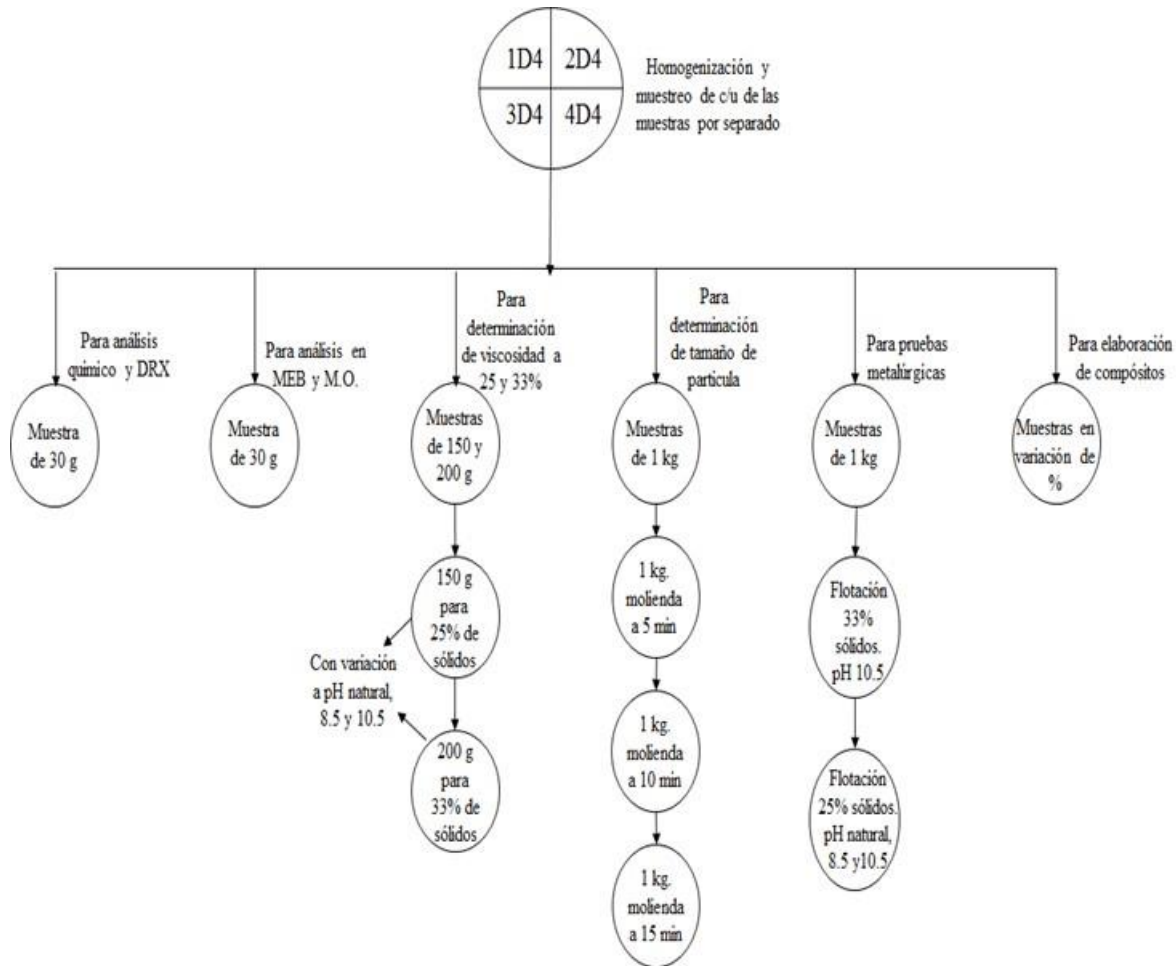 1D4 2D4
3D4 4D4
Homogenización y
muestreo de c/u de las
muestras por separado
Para análisis
quimico y DRX
Muestra
de 30 g
Para análisis en
MEB y M.O.
Muestra
de 30 g
Para
determinación
de viscosidad a
25 y 33%
Muestras
de 150 y
200 g
150 g
para
25% de
sólidos
Con variación
a pH natural,
8.5 y 10.5
200 g
para
33% de
sólidos
Para
determinación
de tamaño de
particula
Muestras
de 1 kg
1 kg.
molienda
a 5 min
1 kg.
molienda
a 10 min
1 kg.
molienda
a 15 min
Para pruebas
metalúrgicas
Muestras
de 1 kg
Flotación
33%
sólidos.
pH 10.5
Flotación
25% sólidos.
pH natural,
8.5 y10.5
Para elaboración
de compósitos
Muestras en
variación de
%